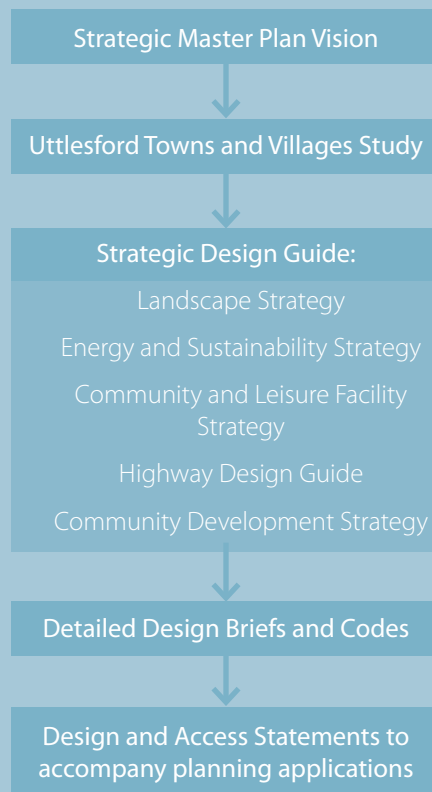 Strategic Master Plan Vision
Uttlesford Towns and Villages Study
Strategic Design Guide:
Landscape Strategy
Energy and Sustainability Strategy
Community and Leisure Facility
Strategy
Highway Design Guide
Community Development Strategy
Detailed Design Briefs and Codes
Design and Access Statements to
accompany planning applications